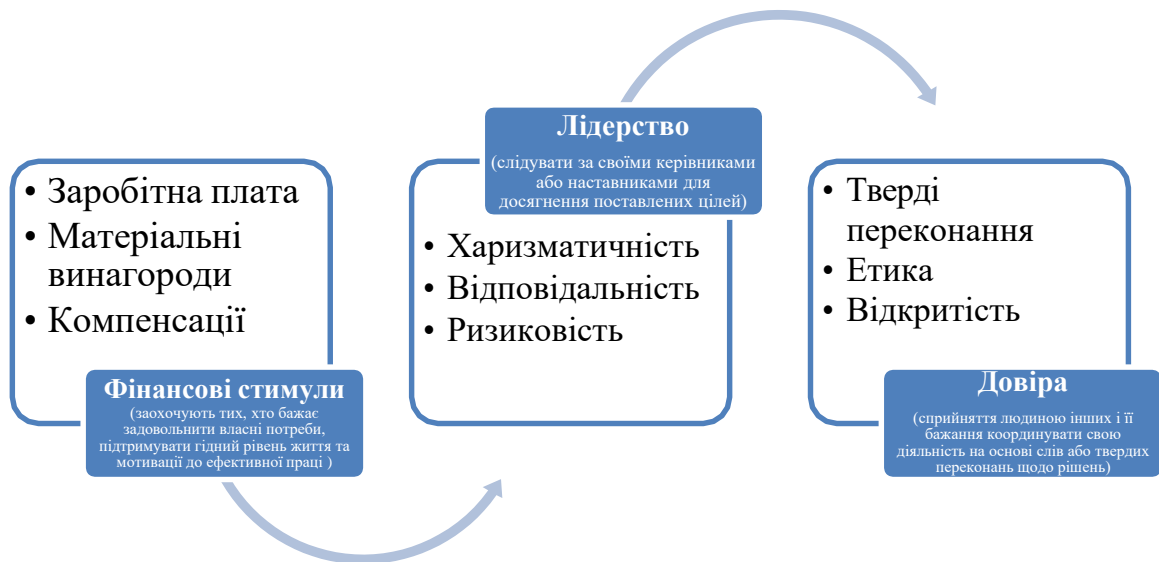 • Заробітна плата
• Матеріальні
винагороди
• Компенсації
Фінансові стимули
(заохочують тих, хто бажає
задовольнити власні потреби,
підтримувати гідний рівень життя та
мотивації до ефективної праці )
Лідерство
(слідувати за своїми керівниками
або наставниками для
досягнення поставлених цілей)
• Харизматичність
• Відповідальність
• Ризиковість
• Тверді
переконання
• Етика
• Відкритість
Довіра
(сприйняття людиною інших і її
бажання координувати свою
діяльність на основі слів або твердих
переконань щодо рішень)